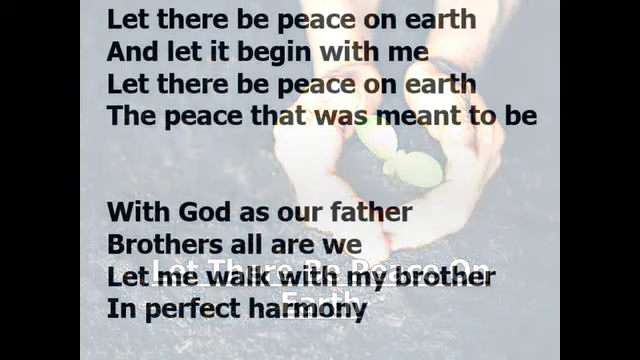 Let there be peace on earth
And let it begin with me
Let there be peace on earth
The peace that was meant to be
With God as our father
Brothers all are we
Let There Be Peace On
Let me walk with my brother
Earth
In perfect harmony